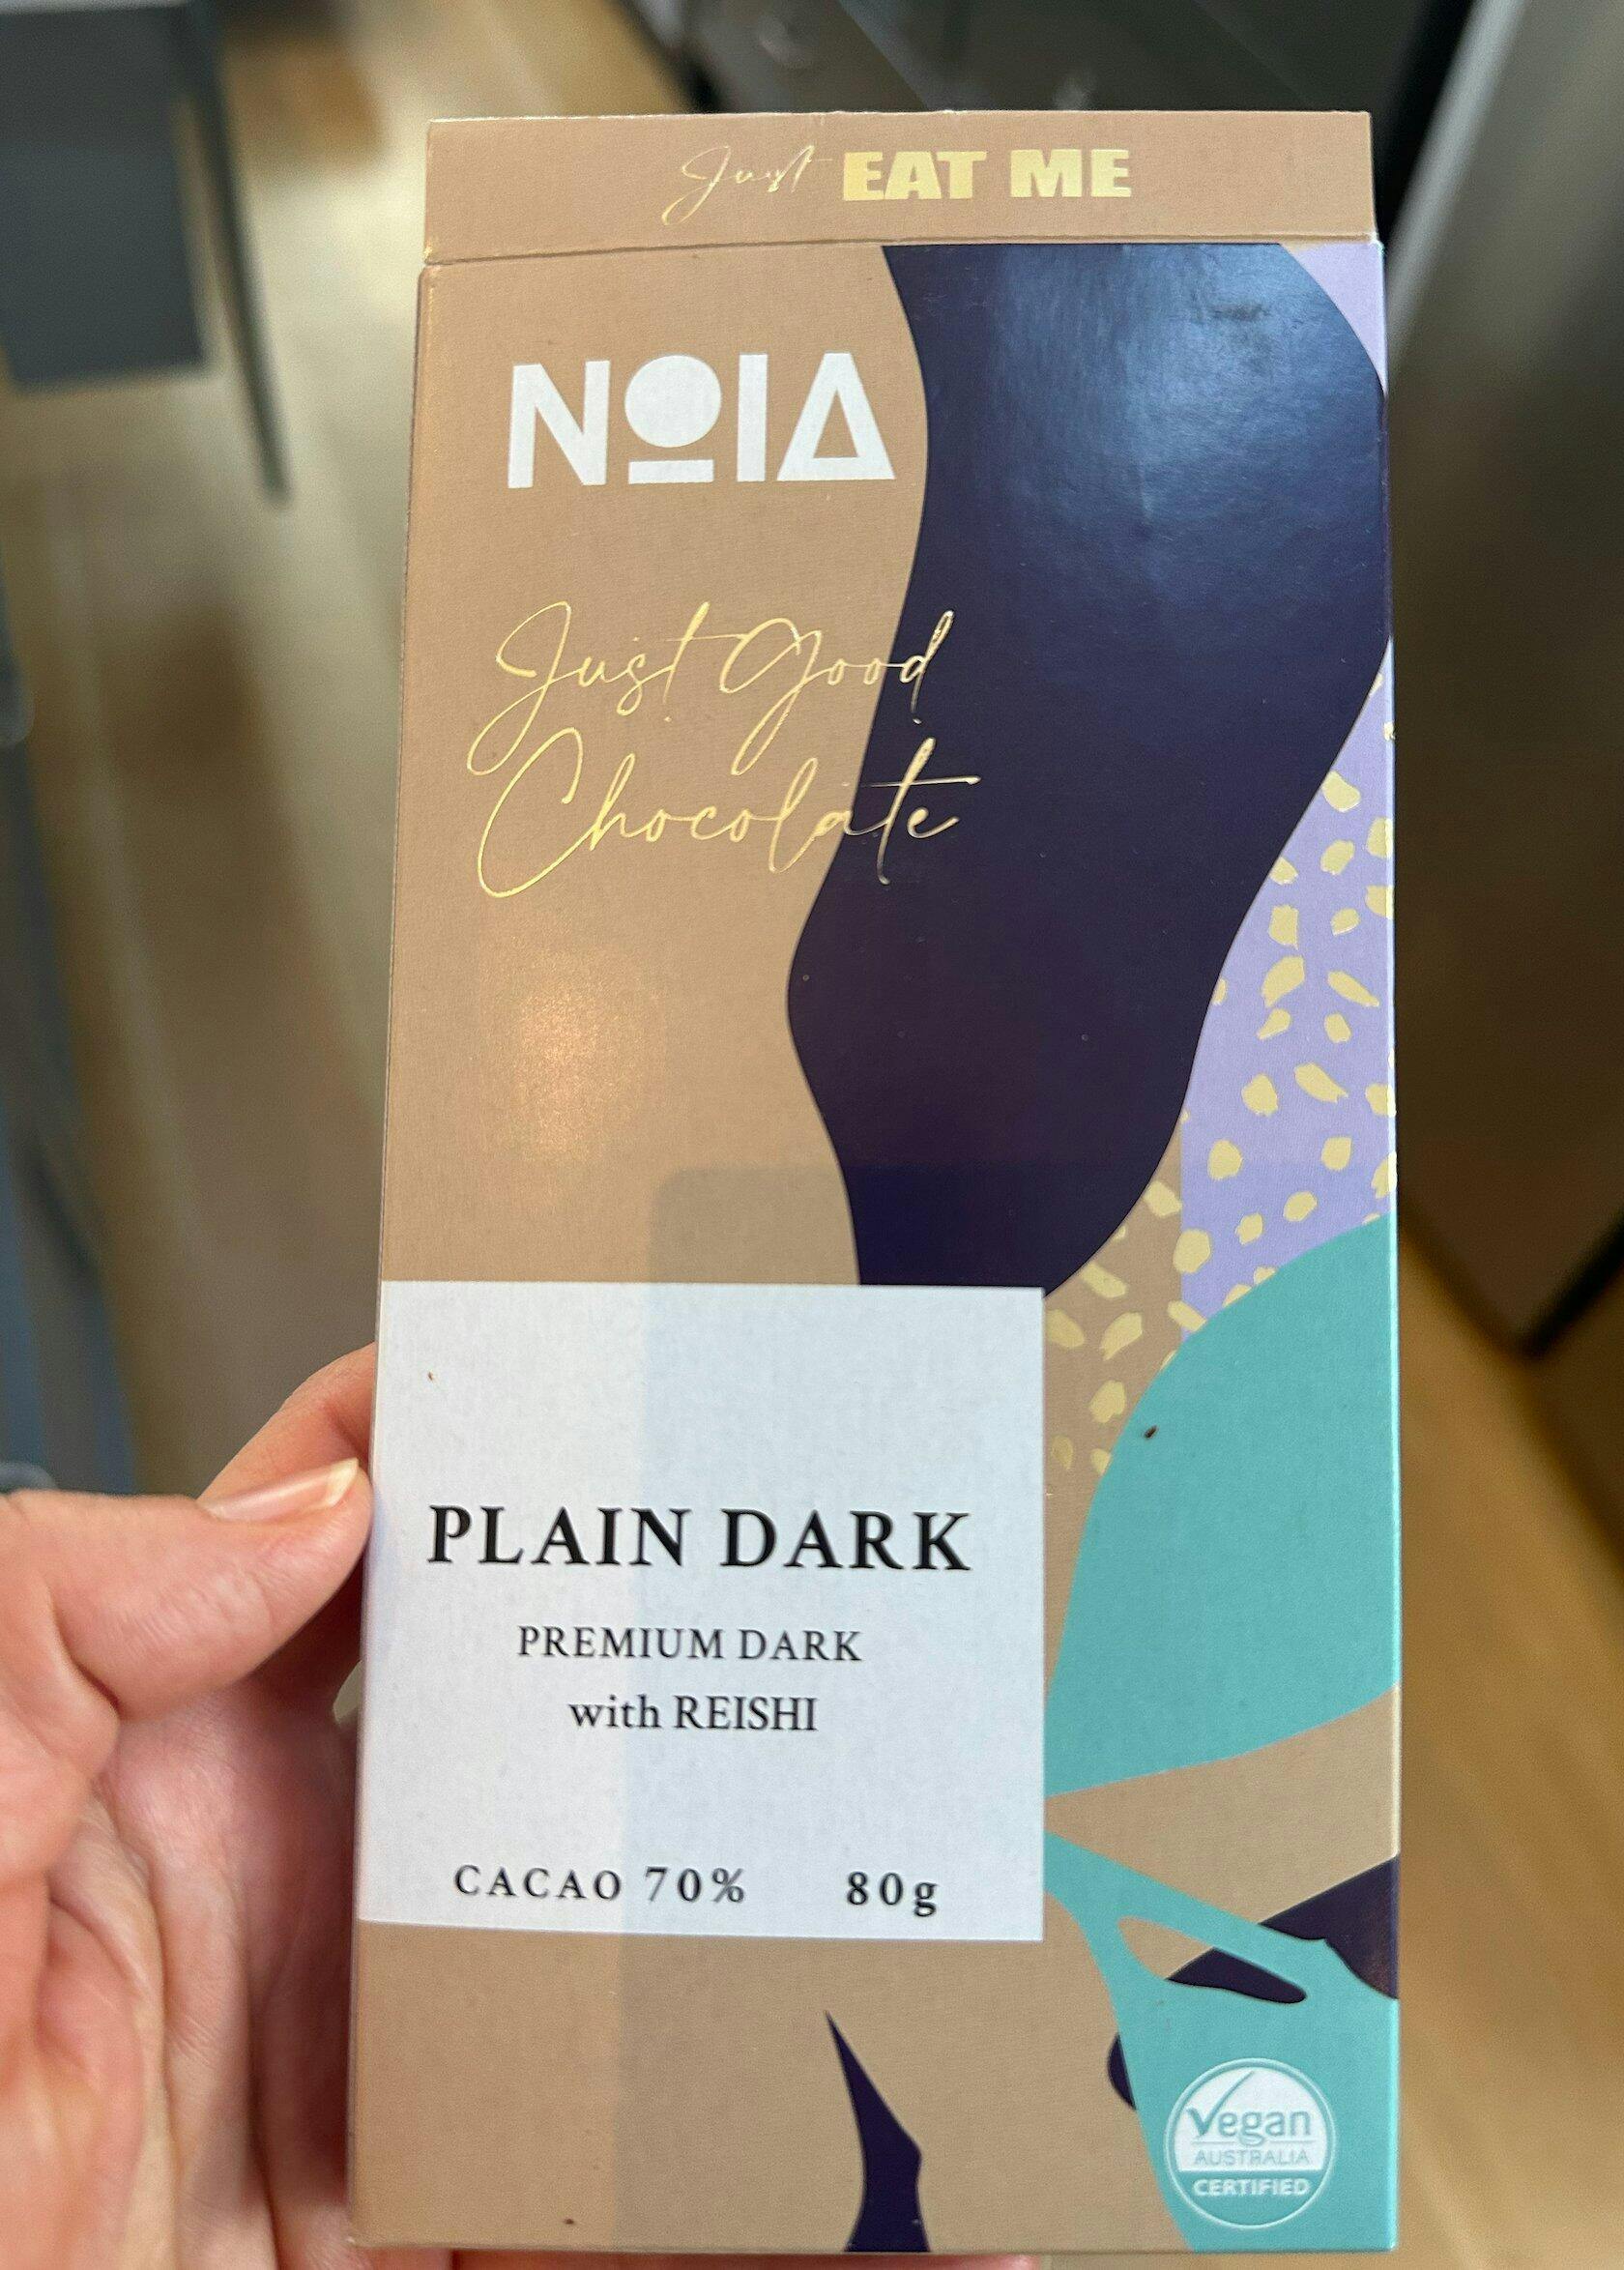 Just EAT ME
NOIA
Just Good
Chocolate
PLAIN DARK
PREMIUM DARK
with REISHI
CACAO 70% 80g
Vegan
AUSTRALIA
CERTIFIED